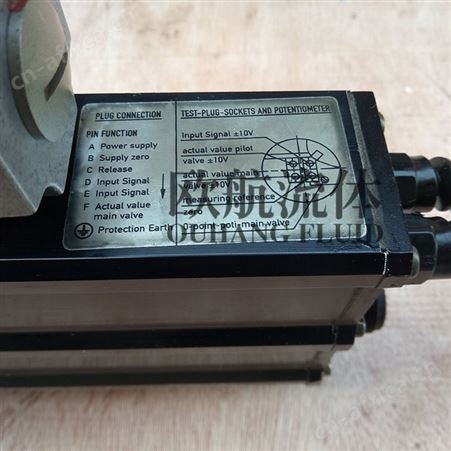 PLUG CONNECTION
TEST-PLUG-SOCKETS AND POTENTIOMETER
PIN FUNCTION
A Power supply
B Supply zero
C Release
D Input Signal
E Input Signal
F Actual value
main valve
Protection Earth
Input Signal ±10V
actual value pilot
valve ±10V
actual value main
valve ±10V
measuring reference
zero
0-point-poti-main valve
欧航流体
OUHANG FLUID